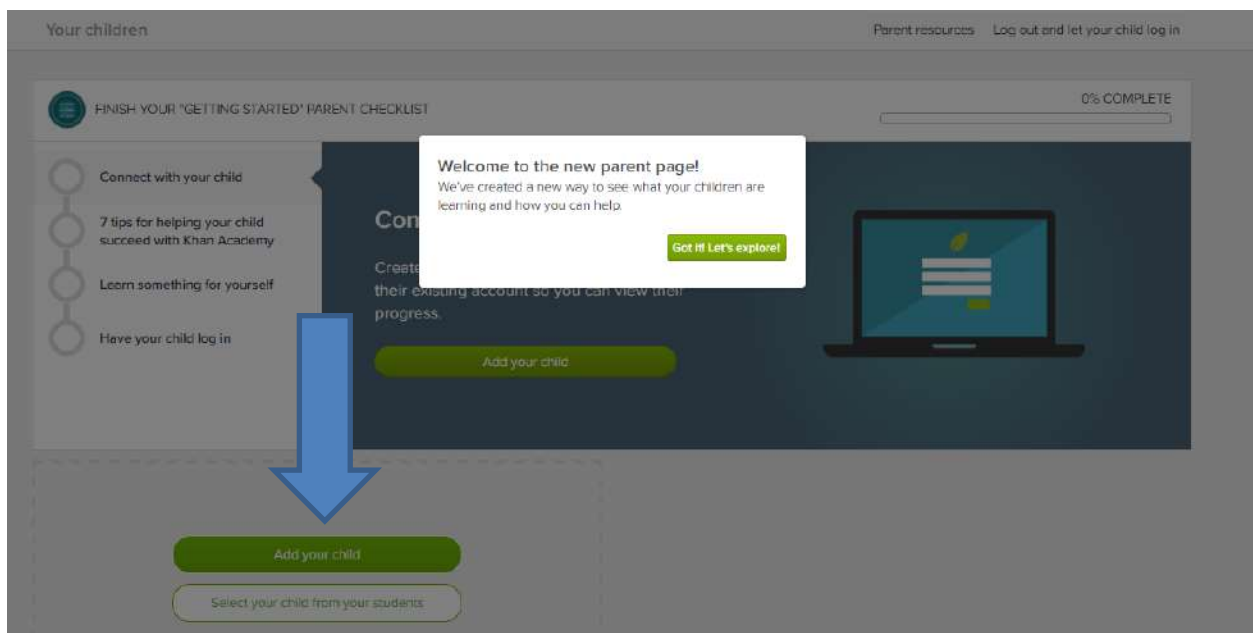 Your children
Parent resources
Log out and let your child log in
FINISH YOUR "GETTING STARTED" PARENT CHECKLIST
0% COMPLETE
Connect with your child
7 tips for helping your child
succeed with Khan Academy
Learn something for yourself
Have your child log in
Welcome to the new parent page!
We've created a new way to see what your children are
learning and how you can help.
Got it! Let's explore!
Con
Create
their existing account so you can view their
progress.
Add your child
Add your child
Select your child from your students